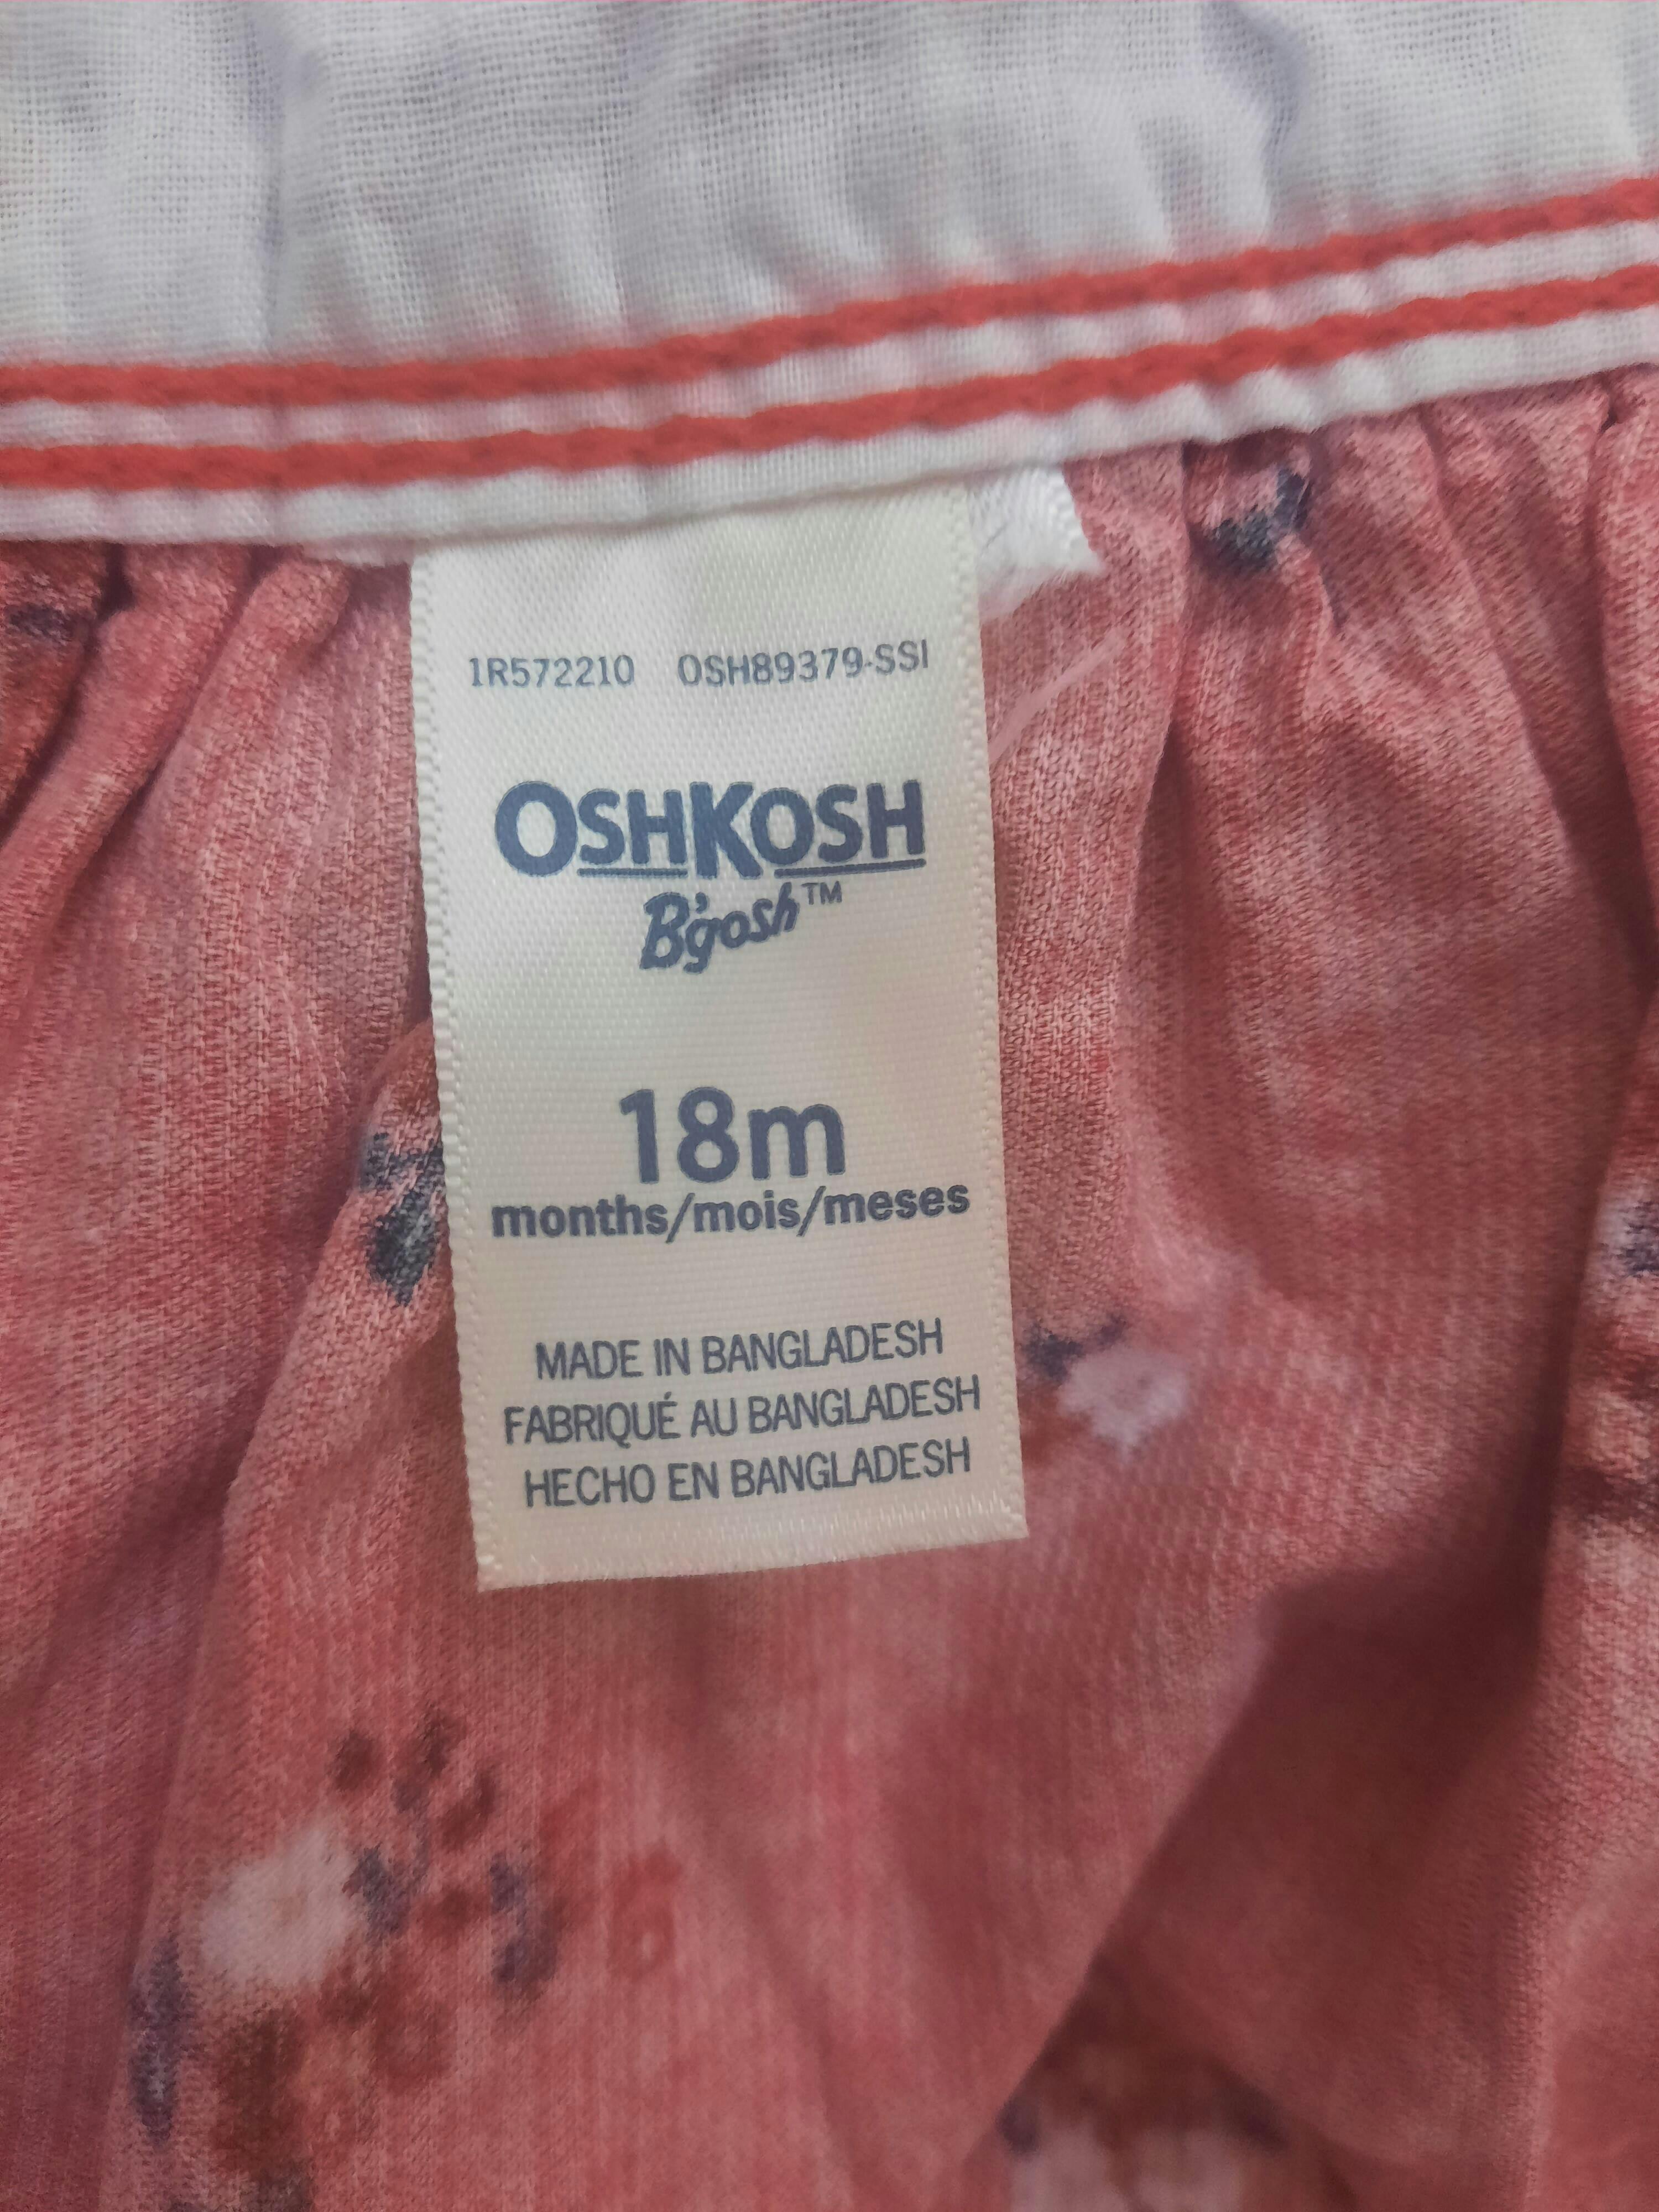 1R572210 OSH89379-SSI
OSHKOSH
B'gosh™
18m
months/mois/meses
MADE IN BANGLADESH
FABRIQUÉ AU BANGLADESH
HECHO EN BANGLADESH